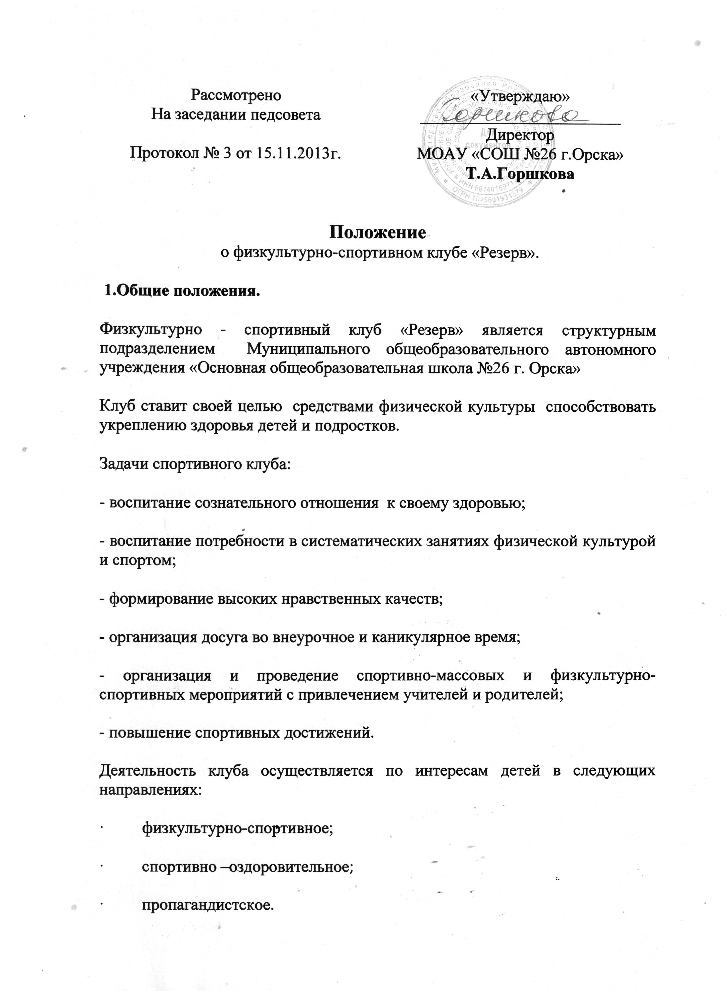 Рассмотрено
На заседании педсовета
Протокол № 3 от 15.11.2013г.
«Утверждаю»
Горшкова
Директор
МОАУ «СОШ №26 г.Орска»
Т.А.Горшкова
Министерство образования Российской
Для
документов
ИНН 5614016971
ОГРН 1025601934379
Положение
о физкультурно-спортивном клубе «Резерв».
1.Общие положения.
Физкультурно - спортивный клуб «Резерв» является структурным
подразделением Муниципального общеобразовательного автономного
учреждения «Основная общеобразовательная школа №26 г. Орска»
Клуб ставит своей целью средствами физической культуры способствовать
укреплению здоровья детей и подростков.
Задачи спортивного клуба:
- воспитание сознательного отношения к своему здоровью;
- воспитание потребности в систематических занятиях физической культурой
и спортом;
- формирование высоких нравственных качеств;
- организация досуга во внеурочное и каникулярное время;
- организация и проведение спортивно-массовых и физкультурно-
спортивных мероприятий с привлечением учителей и родителей;
- повышение спортивных достижений.
Деятельность клуба осуществляется по интересам детей в следующих
направлениях:
· физкультурно-спортивное;
· спортивно –оздоровительное;
· пропагандистское.